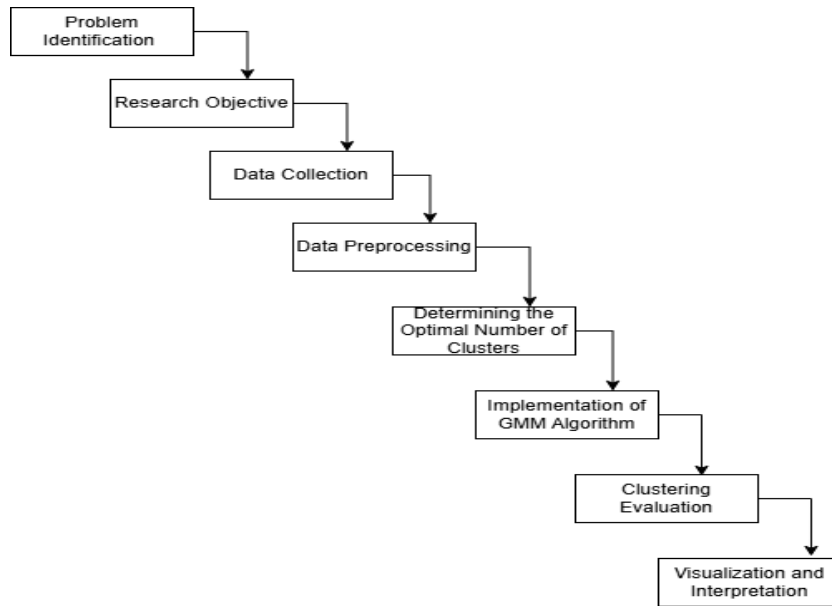 Problem
Identification
Research Objective
Data Collection
Data Preprocessing
Determining the
Optimal Number of
Clusters
Implementation of
GMM Algorithm
Clustering
Evaluation
Visualization and
Interpretation